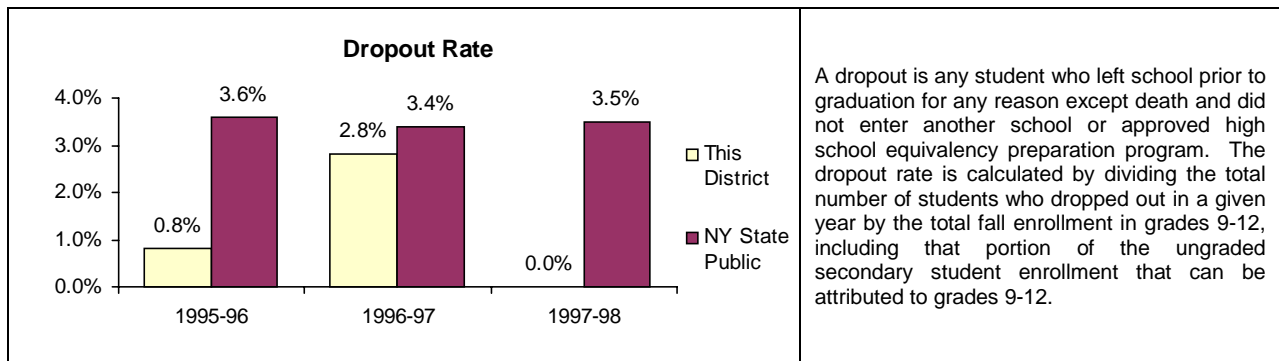 Dropout Rate
4.0%
3.0%
2.0%
1.0%
0.0%
0.8%
3.6%
2.8%
3.4%
0.0%
3.5%
1995-96
1996-97
1997-98
This
District
NY State
Public
A dropout is any student who left school prior to
graduation for any reason except death and did
not enter another school or approved high
school equivalency preparation program. The
dropout rate is calculated by dividing the total
number of students who dropped out in a given
year by the total fall enrollment in grades 9-12,
including that portion of the ungraded
secondary student enrollment that can be
attributed to grades 9-12.